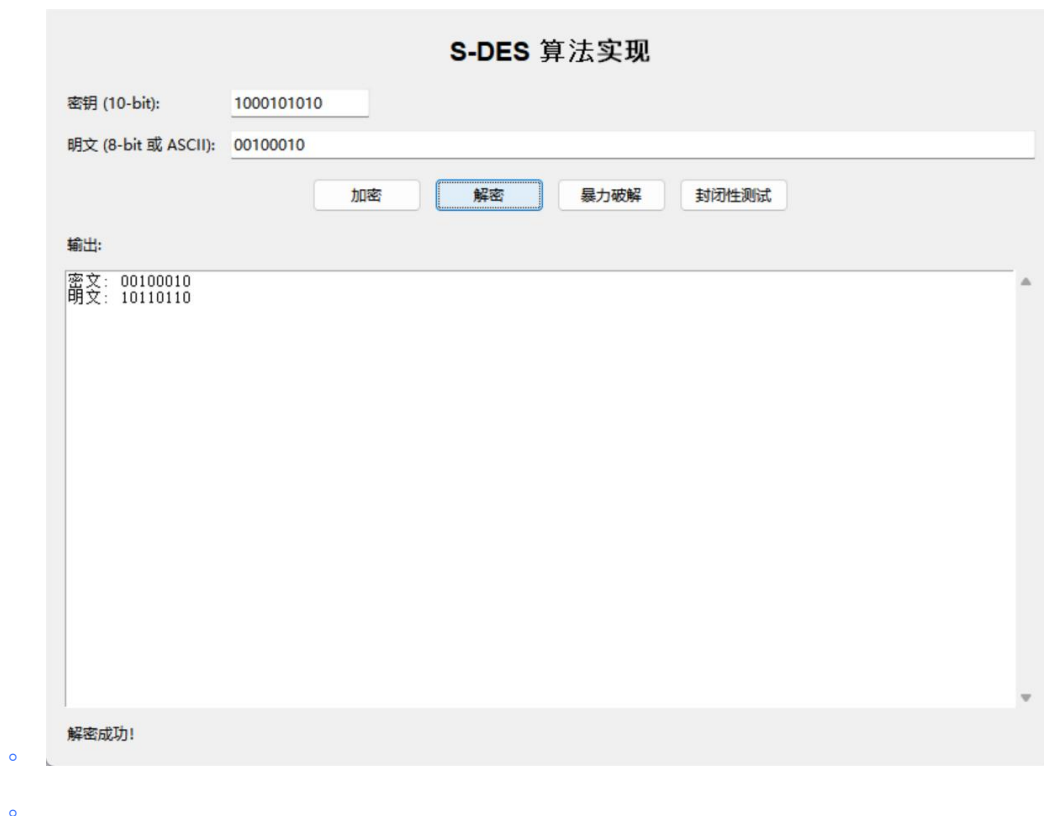 S-DES 算法实现
密钥 (10-bit): 1000101010
明文 (8-bit 或 ASCII): 00100010
加密 解密 暴力破解 封闭性测试
输出:
密文: 00100010
明文: 10110110
解密成功!